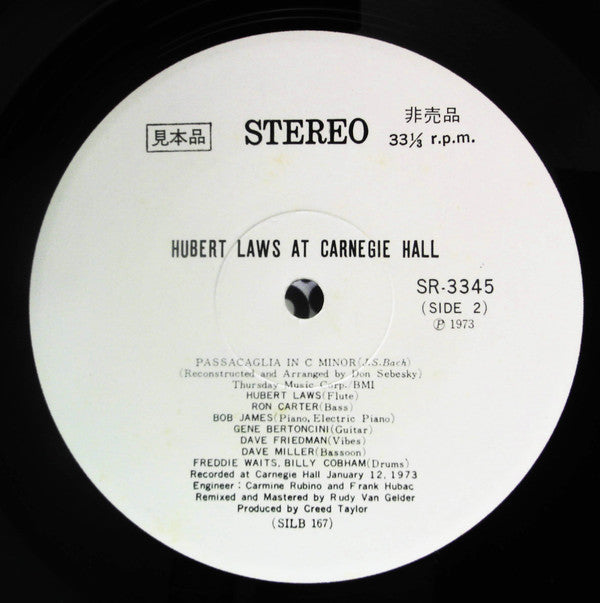 見本品 STEREO 非売品
33⅓ r.p.m.
HUBERT LAWS AT CARNEGIE HALL
SR-3345
(SIDE 2)
Ⓟ 1973
PASSACAGLIA IN C MINOR(J.S.Bach)
(Reconstructed and Arranged by Don Sebesky)
Thursday Music Corp./BMI
HUBERT LAWS(Flute)
RON CARTER(Bass)
BOB JAMES(Piano, Electric Piano)
GENE BERTONCINI(Guitar)
DAVE FRIEDMAN(Vibes)
DAVE MILLER(Bassoon)
FREDDIE WAITS, BILLY COBHAM(Drums)
Recorded at Carnegie Hall January 12, 1973
Engineer : Carmine Rubino and Frank Hubac
Remixed and Mastered by Rudy Van Gelder
Produced by Creed Taylor
(SILB 167)